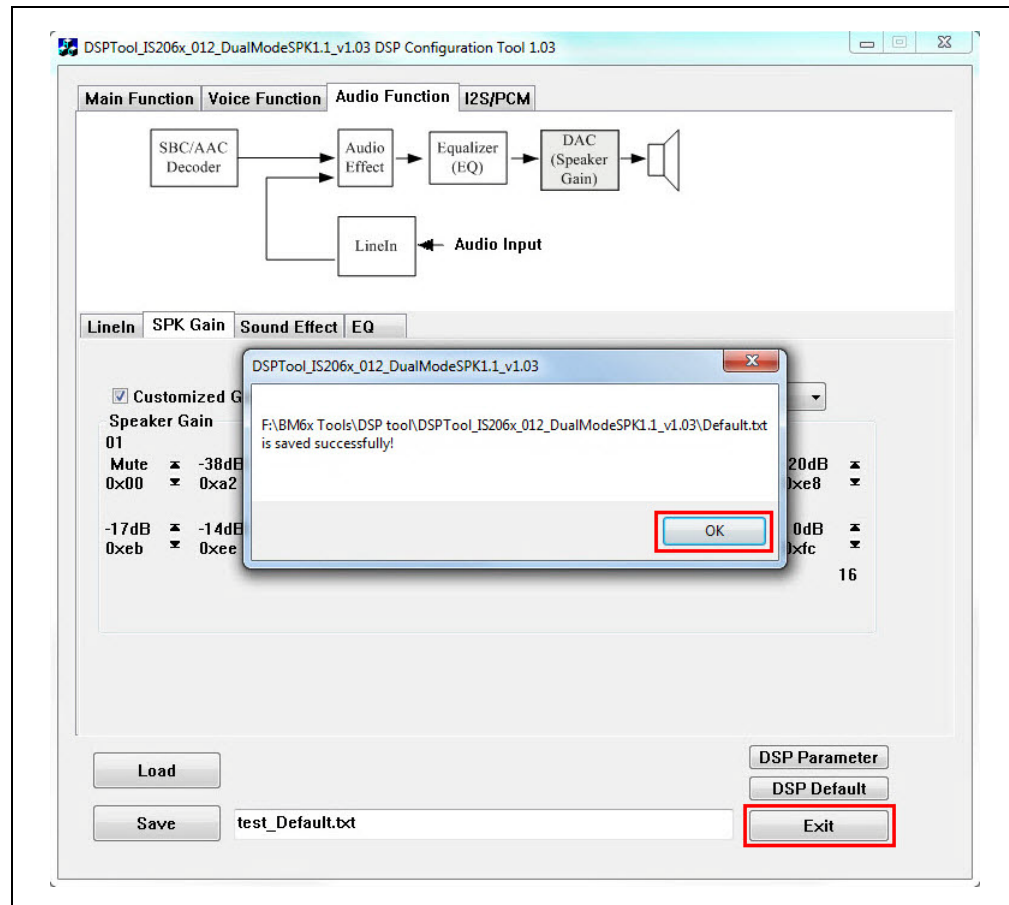 DSPTool_IS206x_012_DualModeSPK1.1_v1.03 DSP Configuration Tool 1.03
Main Function Voice Function Audio Function I2S/PCM
SBC/AAC
Decoder
Audio
Effect
Equalizer
(EQ)
DAC
(Speaker
Gain)
LineIn
Audio Input
LineIn SPK Gain Sound Effect EQ
DSPTool_IS206x_012_DualModeSPK1.1_v1.03
F:\BM6x Tools\DSP tool\DSPTool_IS206x_012_DualModeSPK1.1_v1.03\Default.txt
is saved successfully!
OK
Customized G
Speaker Gain
01
Mute -38dB 20dB
0x00 0xa2 0xe8
-17dB -14dB 0dB
0xeb 0xee 0xfc
16
Load
Save
test_Default.txt
DSP Parameter
DSP Default
Exit